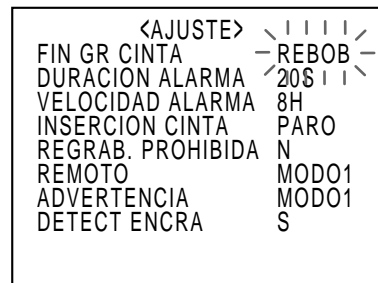 <AJUSTE>
FIN GR CINTA REBOB
DURACION ALARMA 20S
VELOCIDAD ALARMA 8H
INSERCION CINTA PARO
REGRAB. PROHIBIDA N
REMOTO MODO1
ADVERTENCIA MODO1
DETECT ENCRA S